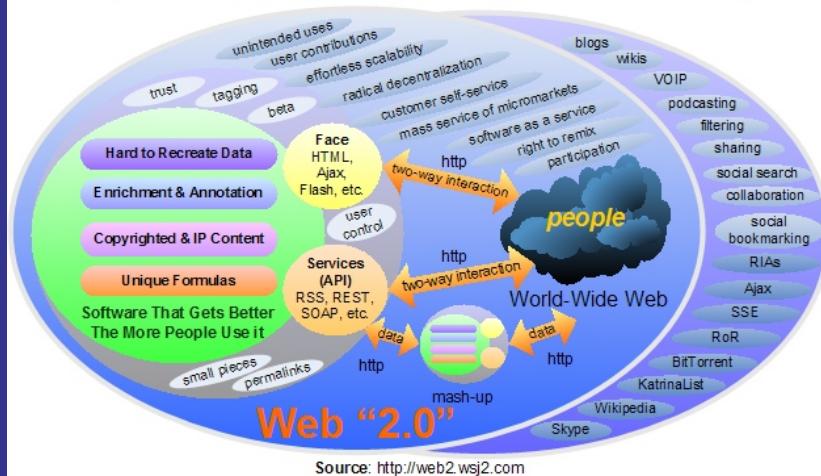 unintended uses
user contributions
effortless scalability
radical decentralization
customer self-service
mass service of micromarkets
software as a service
right to remix
participation
trust
tagging
beta
Hard to Recreate Data
Enrichment & Annotation
Copyrighted & IP Content
Unique Formulas
Software That Gets Better
The More People Use it
Face
HTML,
Ajax,
Flash, etc.
user
control
Services
(API)
RSS, REST,
SOAP, etc.
http
two-way interaction
http
two-way interaction
people
World-Wide Web
data
http
mash-up
data
http
small pieces
permalinks
Web “2.0”
blogs
wikis
VOIP
podcasting
filtering
sharing
social search
collaboration
social
bookmarking
RIAs
Ajax
SSE
RoR
BitTorrent
KatrinaList
Wikipedia
Skype
Source: http://web2.wsj2.com